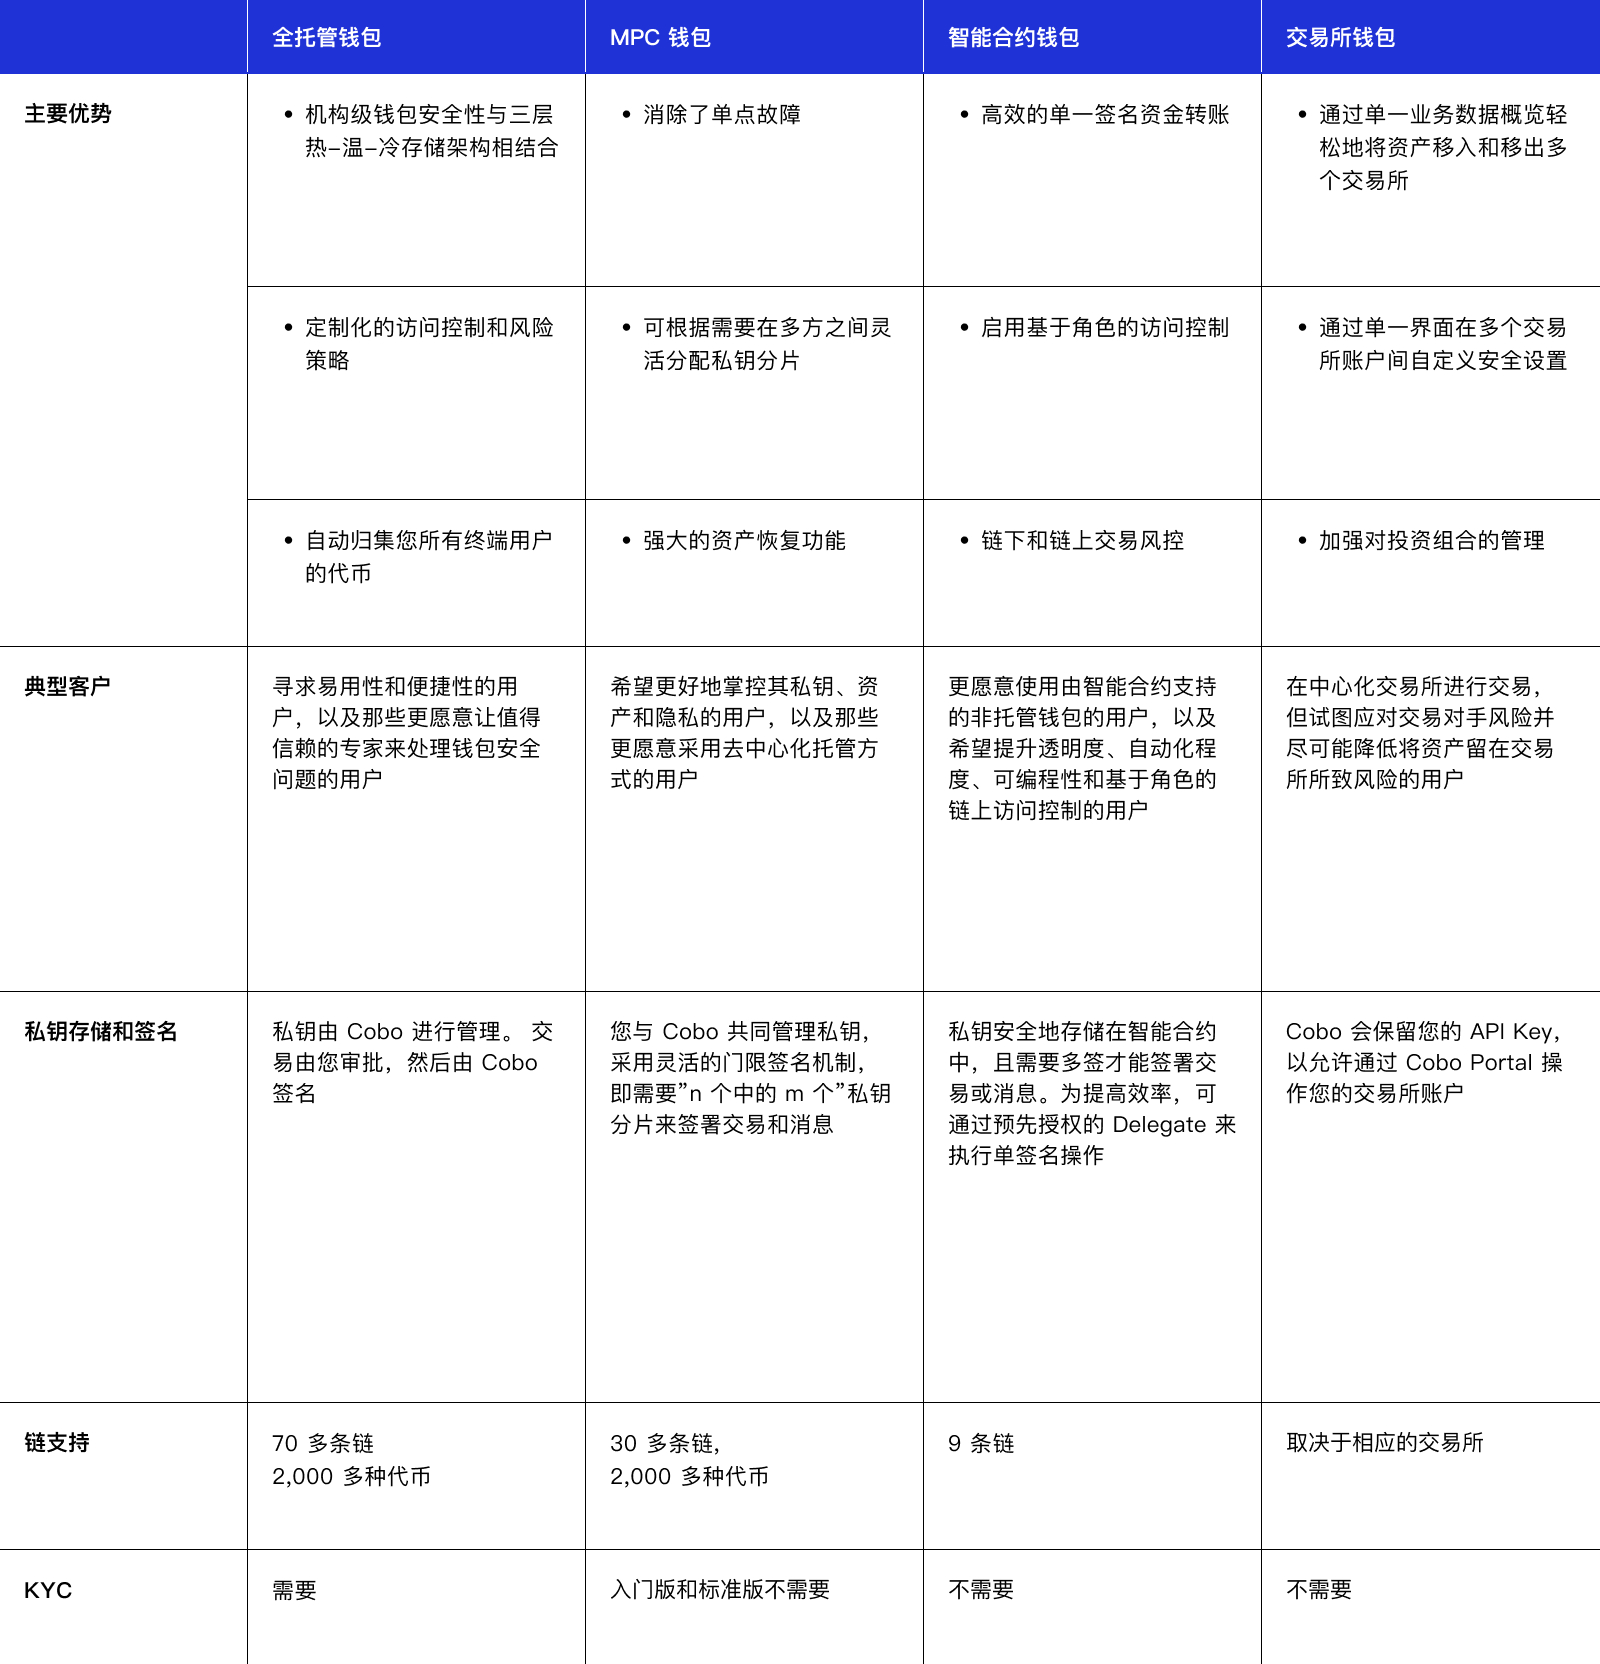 全托管钱包
MPC 钱包
智能合约钱包
交易所钱包
主要优势
• 机构级钱包安全性与三层
热–温–冷存储架构相结合
• 消除了单点故障
• 高效的单一签名资金转账
• 通过单一业务数据概览轻
松地将资产移入和移出多
个交易所
• 定制化的访问控制和风险
策略
• 可根据需要在多方之间灵
活分配私钥分片
• 启用基于角色的访问控制
• 通过单一界面在多个交易
所账户间自定义安全设置
• 自动归集您所有终端用户
的代币
• 强大的资产恢复功能
• 链下和链上交易风控
• 加强对投资组合的管理
典型客户
寻求易用性和便捷性的用
户，以及那些更愿意让值得
信赖的专家来处理钱包安全
问题的用户
希望更好地掌控其私钥、资
产和隐私的用户，以及那些
更愿意采用去中心化托管方
式的用户
更愿意使用由智能合约支持
的非托管钱包的用户，以及
希望提升透明度、自动化程
度、可编程性和基于角色的
链上访问控制的用户
在中心化交易所进行交易，
但试图应对交易对手风险并
尽可能降低将资产留在交易
所所致风险的用户
私钥存储和签名
私钥由 Cobo 进行管理。 交
易由您审批，然后由 Cobo
签名
您与 Cobo 共同管理私钥，
采用灵活的门限签名机制，
即需要”n 个中的 m 个”私钥
分片来签署交易和消息
私钥安全地存储在智能合约
中，且需要多签才能签署交
易或消息。为提高效率，可
通过预先授权的 Delegate 来
执行单签名操作
Cobo 会保留您的 API Key，
以允许通过 Cobo Portal 操
作您的交易所账户
链支持
70 多条链
2,000 多种代币
30 多条链，
2,000 多种代币
9 条链
取决于相应的交易所
KYC
需要
入门版和标准版不需要
不需要
不需要